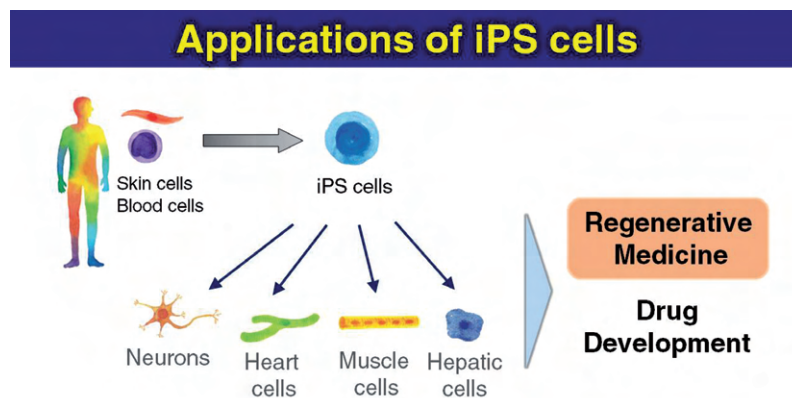 Applications of iPS cells
Skin cells
Blood cells
iPS cells
Neurons
Heart
cells
Muscle
cells
Hepatic
cells
Regenerative
Medicine
Drug
Development